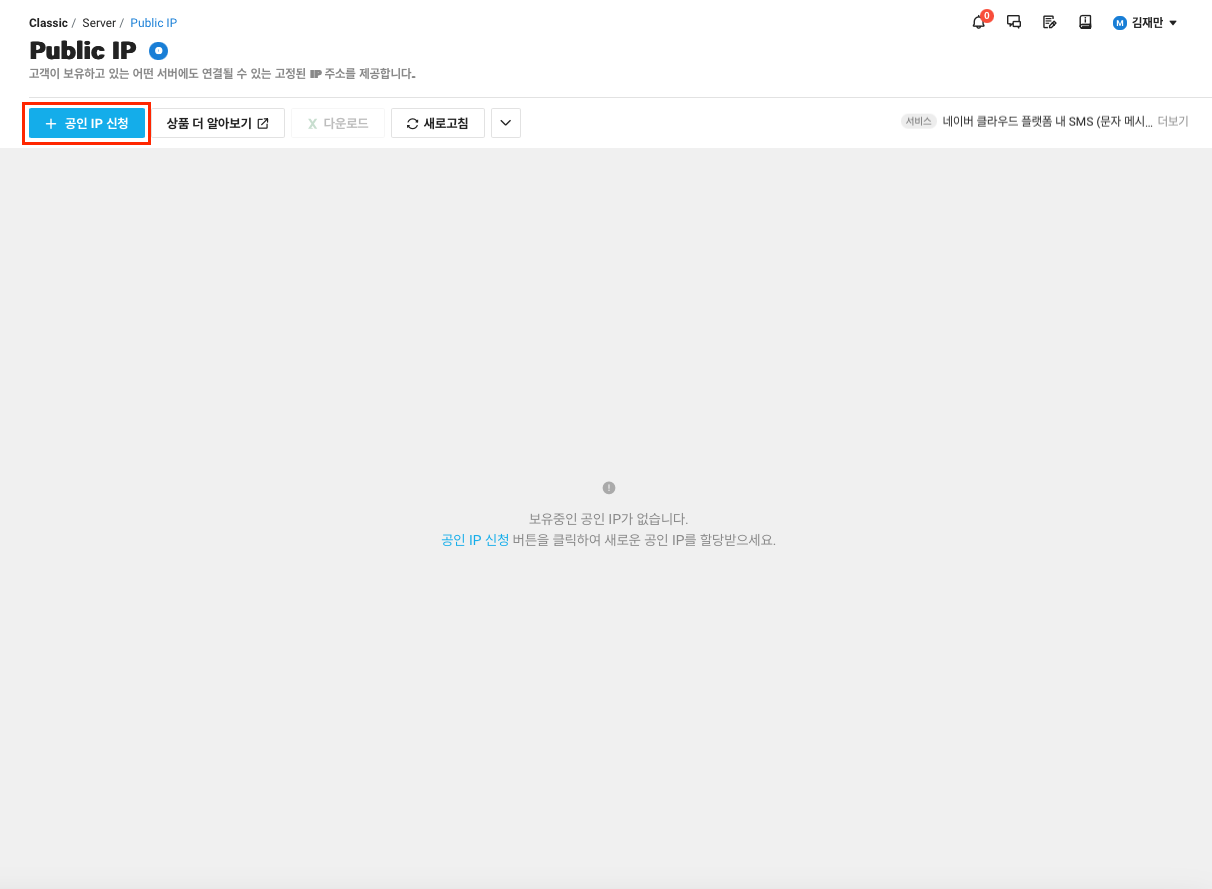 Classic / Server / Public IP
0
M 김재만
Public IP
고객이 보유하고 있는 어떤 서버에도 연결될 수 있는 고정된 IP 주소를 제공합니다.
+ 공인 IP 신청
상품 더 알아보기
X 다운로드
새로고침
서비스 네이버 클라우드 플랫폼 내 SMS (문자 메시... 더보기
보유중인 공인 IP가 없습니다.
공인 IP 신청 버튼을 클릭하여 새로운 공인 IP를 할당받으세요.